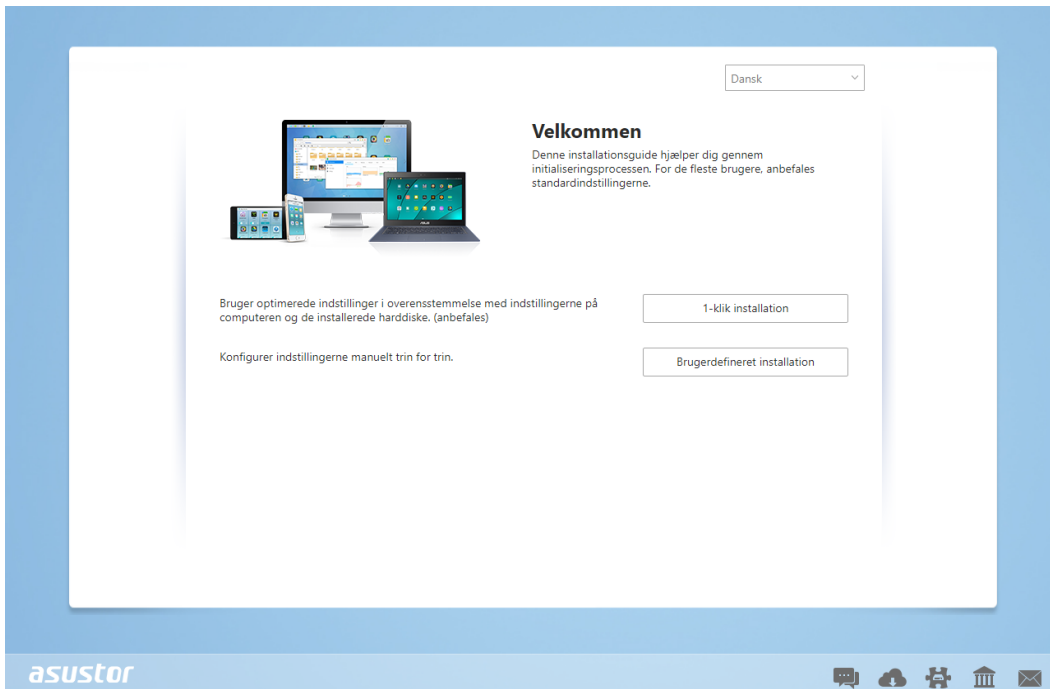 Dansk
Velkommen
Denne installationsguide hjælper dig gennem
initialiseringsprocessen. For de fleste brugere, anbefales
standardindstillingerne.
Bruger optimerede indstillinger i overensstemmelse med indstillingerne på
computeren og de installerede harddiske. (anbefales)
1-klik installation
Konfigurer indstillingerne manuelt trin for trin.
Brugerdefineret installation
asustor